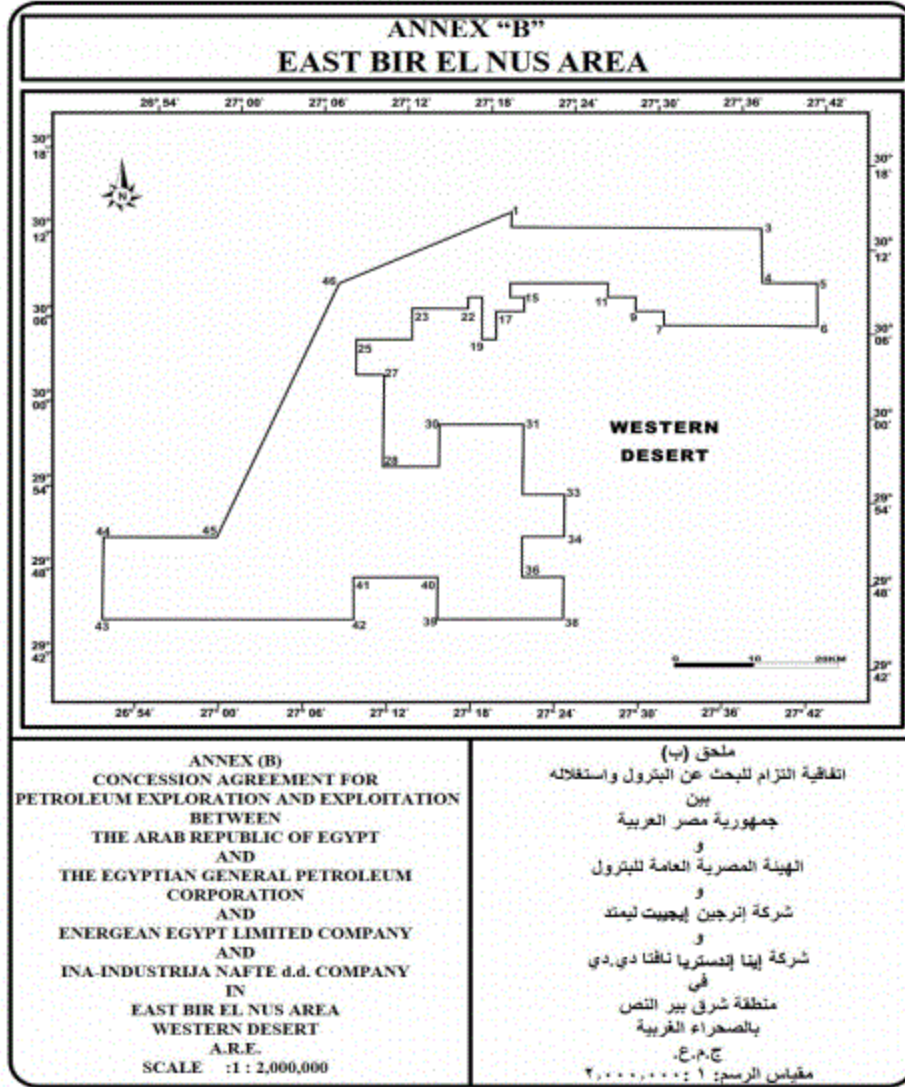 ANNEX “B”
EAST BIR EL NUS AREA
26° 54' 27° 00' 27° 06' 27° 12' 27° 18' 27° 24' 27° 30' 27° 36' 27° 42'
30° 18'
30° 12'
30° 06'
30° 00'
29° 54'
29° 48'
29° 42'
N
1
3
4 5
46
15 11
23 22 17 9
19 7 6
25
27
30 31
28
33
34
44 45
36
41 40
43 42 39 38
WESTERN
DESERT
0 10 20KM
30° 18'
30° 12'
30° 06'
30° 00'
29° 54'
29° 48'
29° 42'
26° 54' 27° 00' 27° 06' 27° 12' 27° 18' 27° 24' 27° 30' 27° 36' 27° 42'
ANNEX (B)
CONCESSION AGREEMENT FOR
PETROLEUM EXPLORATION AND EXPLOITATION
BETWEEN
THE ARAB REPUBLIC OF EGYPT
AND
THE EGYPTIAN GENERAL PETROLEUM
CORPORATION
AND
ENERGEAN EGYPT LIMITED COMPANY
AND
INA-INDUSTRIJA NAFTE d.d. COMPANY
IN
EAST BIR EL NUS AREA
WESTERN DESERT
A.R.E.
SCALE :1 : 2,000,000
ملحق (ب)
اتفاقية التزام للبحث عن البترول واستغلاله
بين
جمهورية مصر العربية
و
الهيئة المصرية العامة للبترول
و
شركة إنرجين إيجيبت ليمتد
و
شركة إينا إندستريا نافتا دي.دي
في
منطقة شرق بير النص
بالصحراء الغربية
ج.م.ع.
مقياس الرسم: ١ : ٢,٠٠٠,٠٠٠